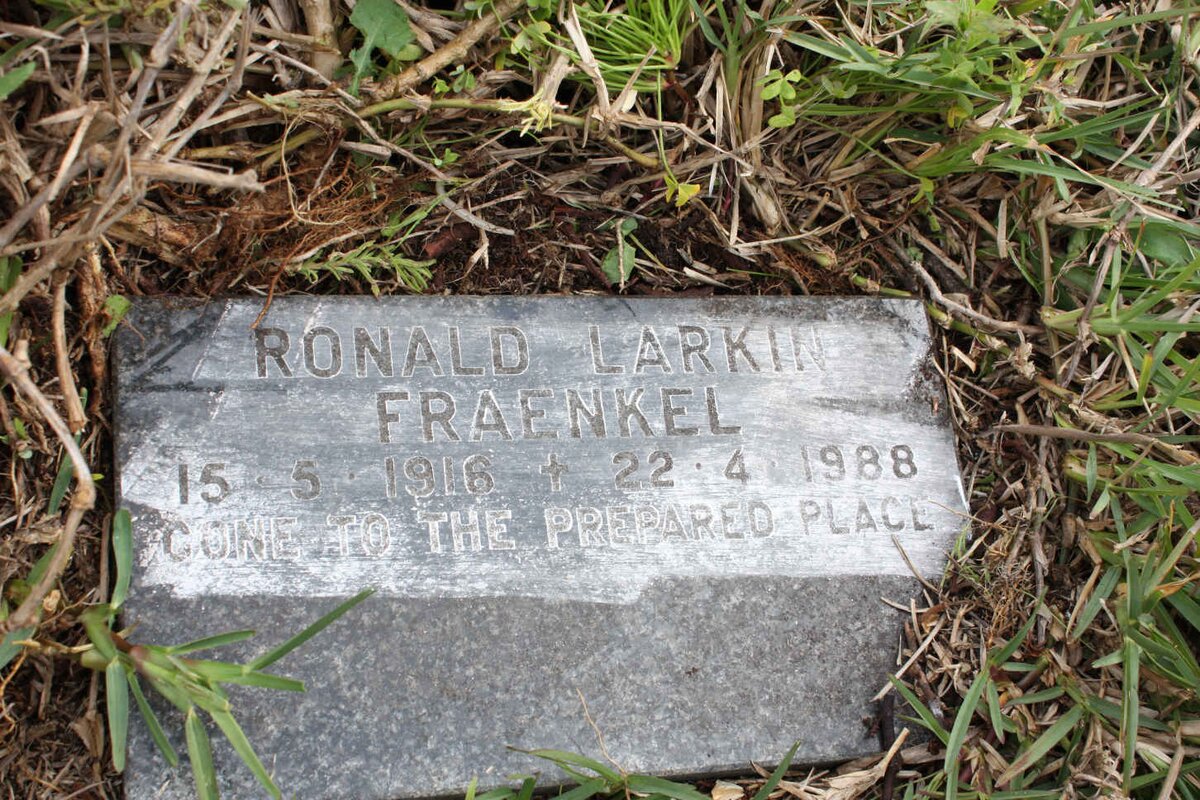 RONALD LARKIN
FRAENKEL
15·5·1916 + 22·4·1988
GONE TO THE PREPARED PLACE